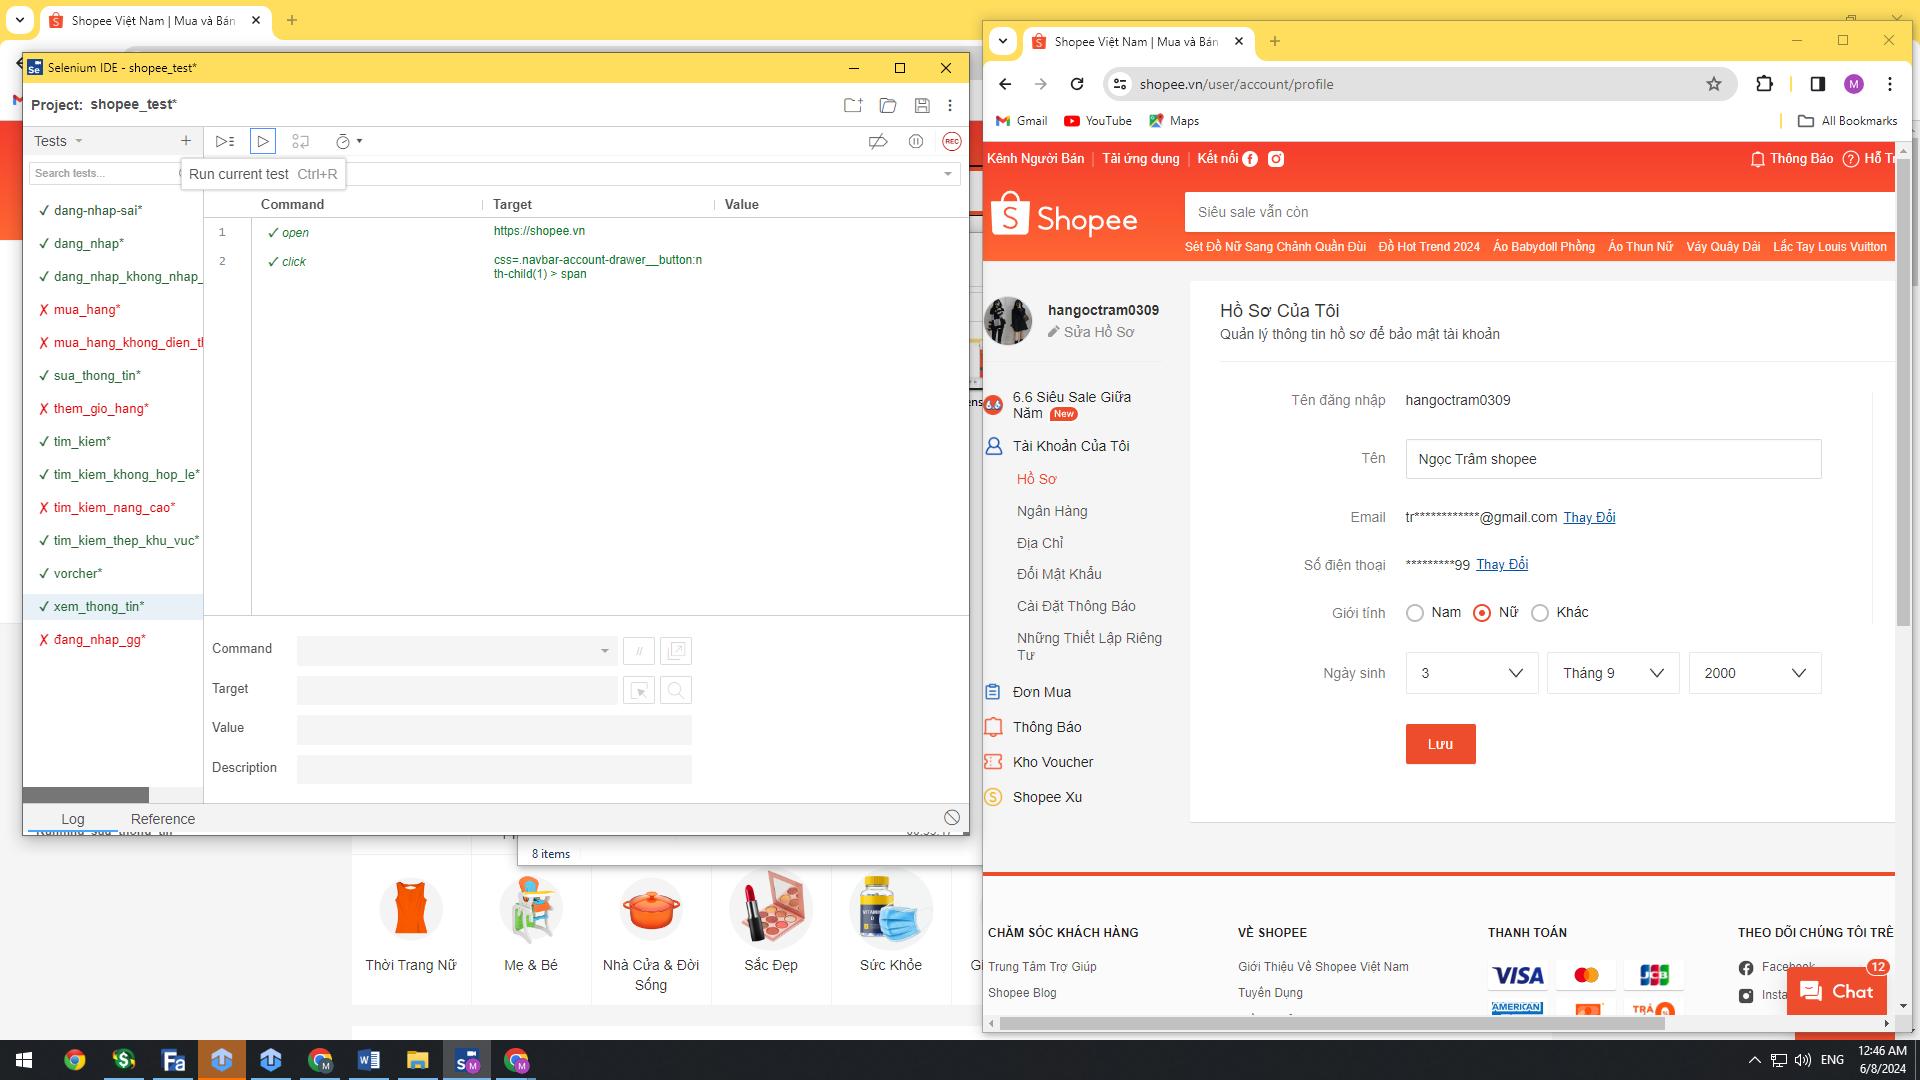 Shopee Việt Nam | Mua và Bán
Selenium IDE - shopee_test*
Project: shopee_test*
Tests
Run current test Ctrl+R
Search tests...
Command Target Value
dang-nhap-sai*
dang_nhap*
dang_nhap_khong_nhap_
mua_hang*
mua_hang_khong_dien_th
sua_thong_tin*
them_gio_hang*
tim_kiem*
tim_kiem_khong_hop_le*
tim_kiem_nang_cao*
tim_kiem_thep_khu_vuc*
vorcher*
xem_thong_tin*
đang_nhap_gg*
1 open https://shopee.vn
2 click css=.navbar-account-drawer__button:n
th-child(1) > span
REC
Command
//
Target
Value
Description
Log Reference
8 items
Thời Trang Nữ
Mẹ & Bé
Nhà Cửa & Đời
Sống
Sắc Đẹp
Sức Khỏe
Shopee Việt Nam | Mua và Bán
shopee.vn/user/account/profile
M
Gmail YouTube Maps All Bookmarks
Kênh Người Bán Tải ứng dụng Kết nối Thông Báo Hỗ Tr
Shopee
Siêu sale vẫn còn
Sét Đồ Nữ Sang Chảnh Quần Đùi Đồ Hot Trend 2024 Áo Babydoll Phồng Áo Thun Nữ Váy Quây Dài Lắc Tay Louis Vuitton
hangoctram0309
Sửa Hồ Sơ
6.6 Siêu Sale Giữa
Năm New
Tài Khoản Của Tôi
Hồ Sơ
Ngân Hàng
Địa Chỉ
Đổi Mật Khẩu
Cài Đặt Thông Báo
Những Thiết Lập Riêng
Tư
Đơn Mua
Thông Báo
Kho Voucher
Shopee Xu
Hồ Sơ Của Tôi
Quản lý thông tin hồ sơ để bảo mật tài khoản
Tên đăng nhập hangoctram0309
Tên Ngọc Trâm shopee
Email tr************@gmail.com Thay Đổi
Số điện thoại *********99 Thay Đổi
Giới tính Nam Nữ Khác
Ngày sinh 3 Tháng 9 2000
Lưu
CHĂM SÓC KHÁCH HÀNG
Trung Tâm Trợ Giúp
Shopee Blog
VỀ SHOPEE
Giới Thiệu Về Shopee Việt Nam
Tuyển Dụng
THANH TOÁN
VISA JCB
AMERICAN
THEO DÕI CHÚNG TÔI TRÊ
Facebook
Insta
12
Chat
ENG
12:46 AM
6/8/2024